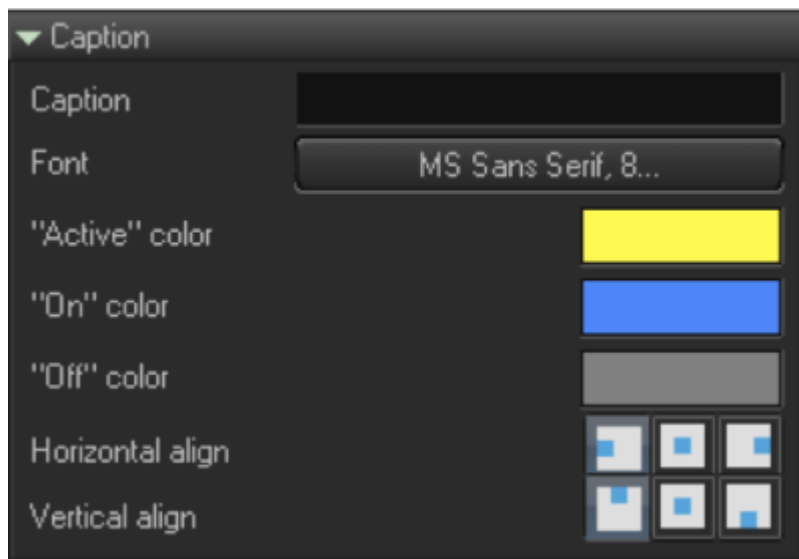 Caption
Caption
Font MS Sans Serif, 8...
"Active" color
"On" color
"Off" color
Horizontal align
Vertical align